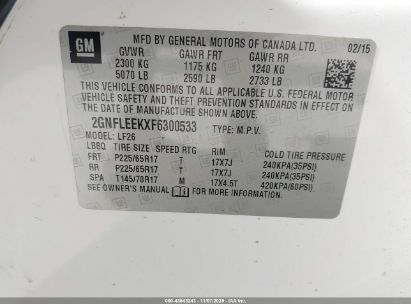 GM
MFD BY GENERAL MOTORS OF CANADA LTD. 02/15
GVWR GAWR FRT GAWR RR
2300 KG 1175 KG 1240 KG
5070 LB 2590 LB 2733 LB
THIS VEHICLE CONFORMS TO ALL APPLICABLE U.S. FEDERAL MOTOR
VEHICLE SAFETY AND THEFT PREVENTION STANDARDS IN EFFECT ON THE
DATE OF MANUFACTURE SHOWN ABOVE.
2GNFLEEKXF6300533 TYPE: M.P.V.
MODEL: LF26
LBBQ TIRE SIZE SPEED RTG RIM COLD TIRE PRESSURE
FRT P225/65R17 T 17X7J 240KPA(35PSI)
RR P225/65R17 T 17X7J 240KPA(35PSI)
SPA T145/70R17 M 17X4.5T 420KPA(60PSI)
SEE OWNER'S MANUAL FOR MORE INFORMATION.